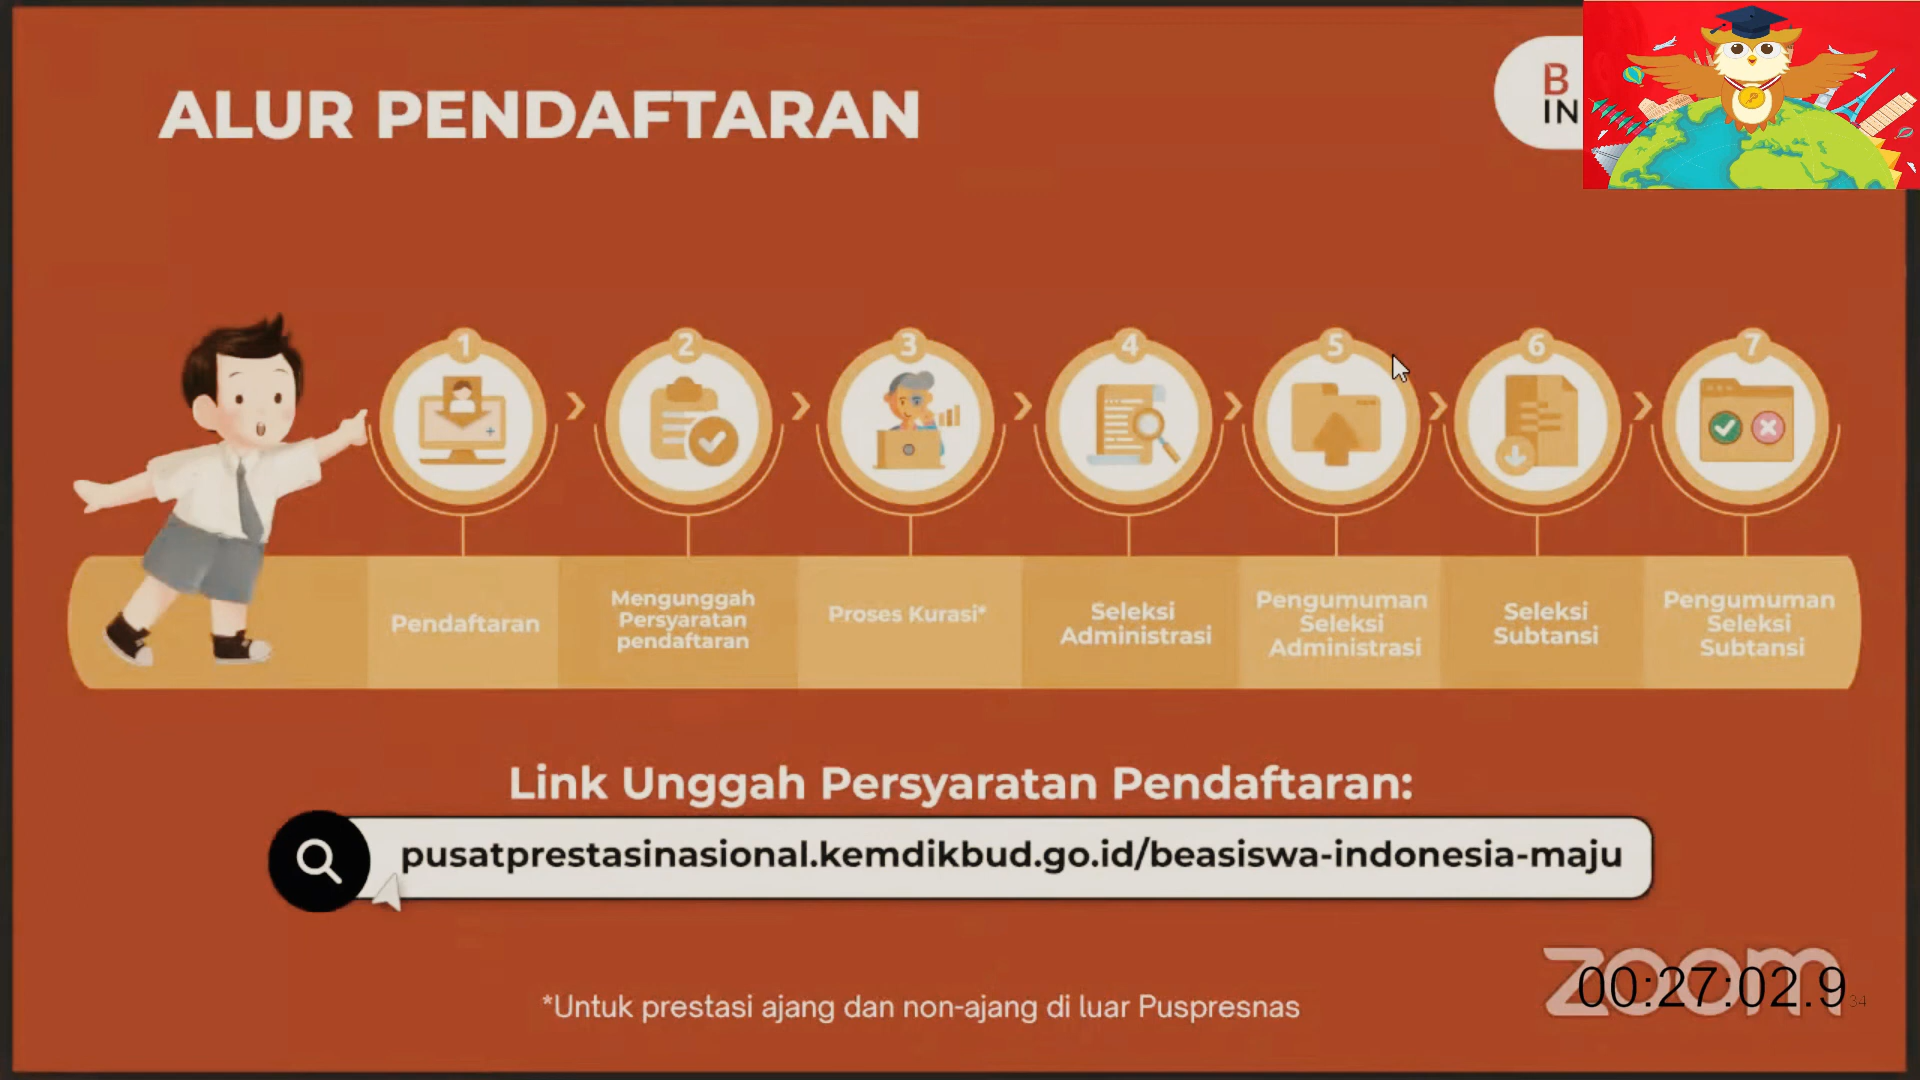 ALUR PENDAFTARAN
B
IN
1
2
3
4
5
6
7
Pendaftaran
Mengunggah
Persyaratan
pendaftaran
Proses Kurasi*
Seleksi
Administrasi
Pengumuman
Seleksi
Administrasi
Seleksi
Subtansi
Pengumuman
Seleksi
Subtansi
Link Unggah Persyaratan Pendaftaran:
pusatprestasinasional.kemdikbud.go.id/beasiswa-indonesia-maju
*Untuk prestasi ajang dan non-ajang di luar Puspresnas
zoom
00:27:02.9
34